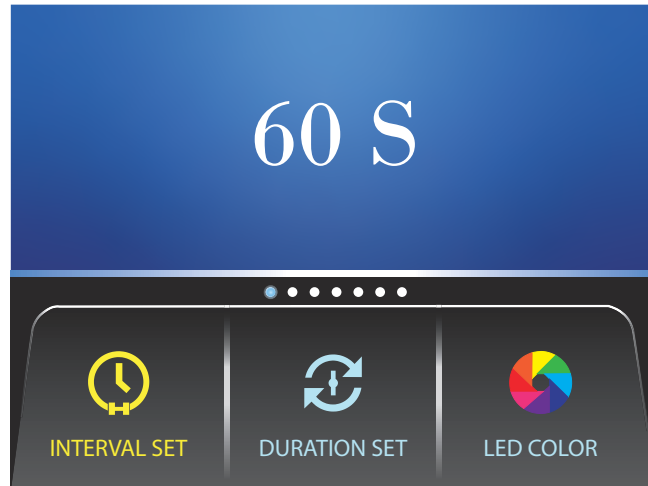 60 S
INTERVAL SET
DURATION SET
LED COLOR